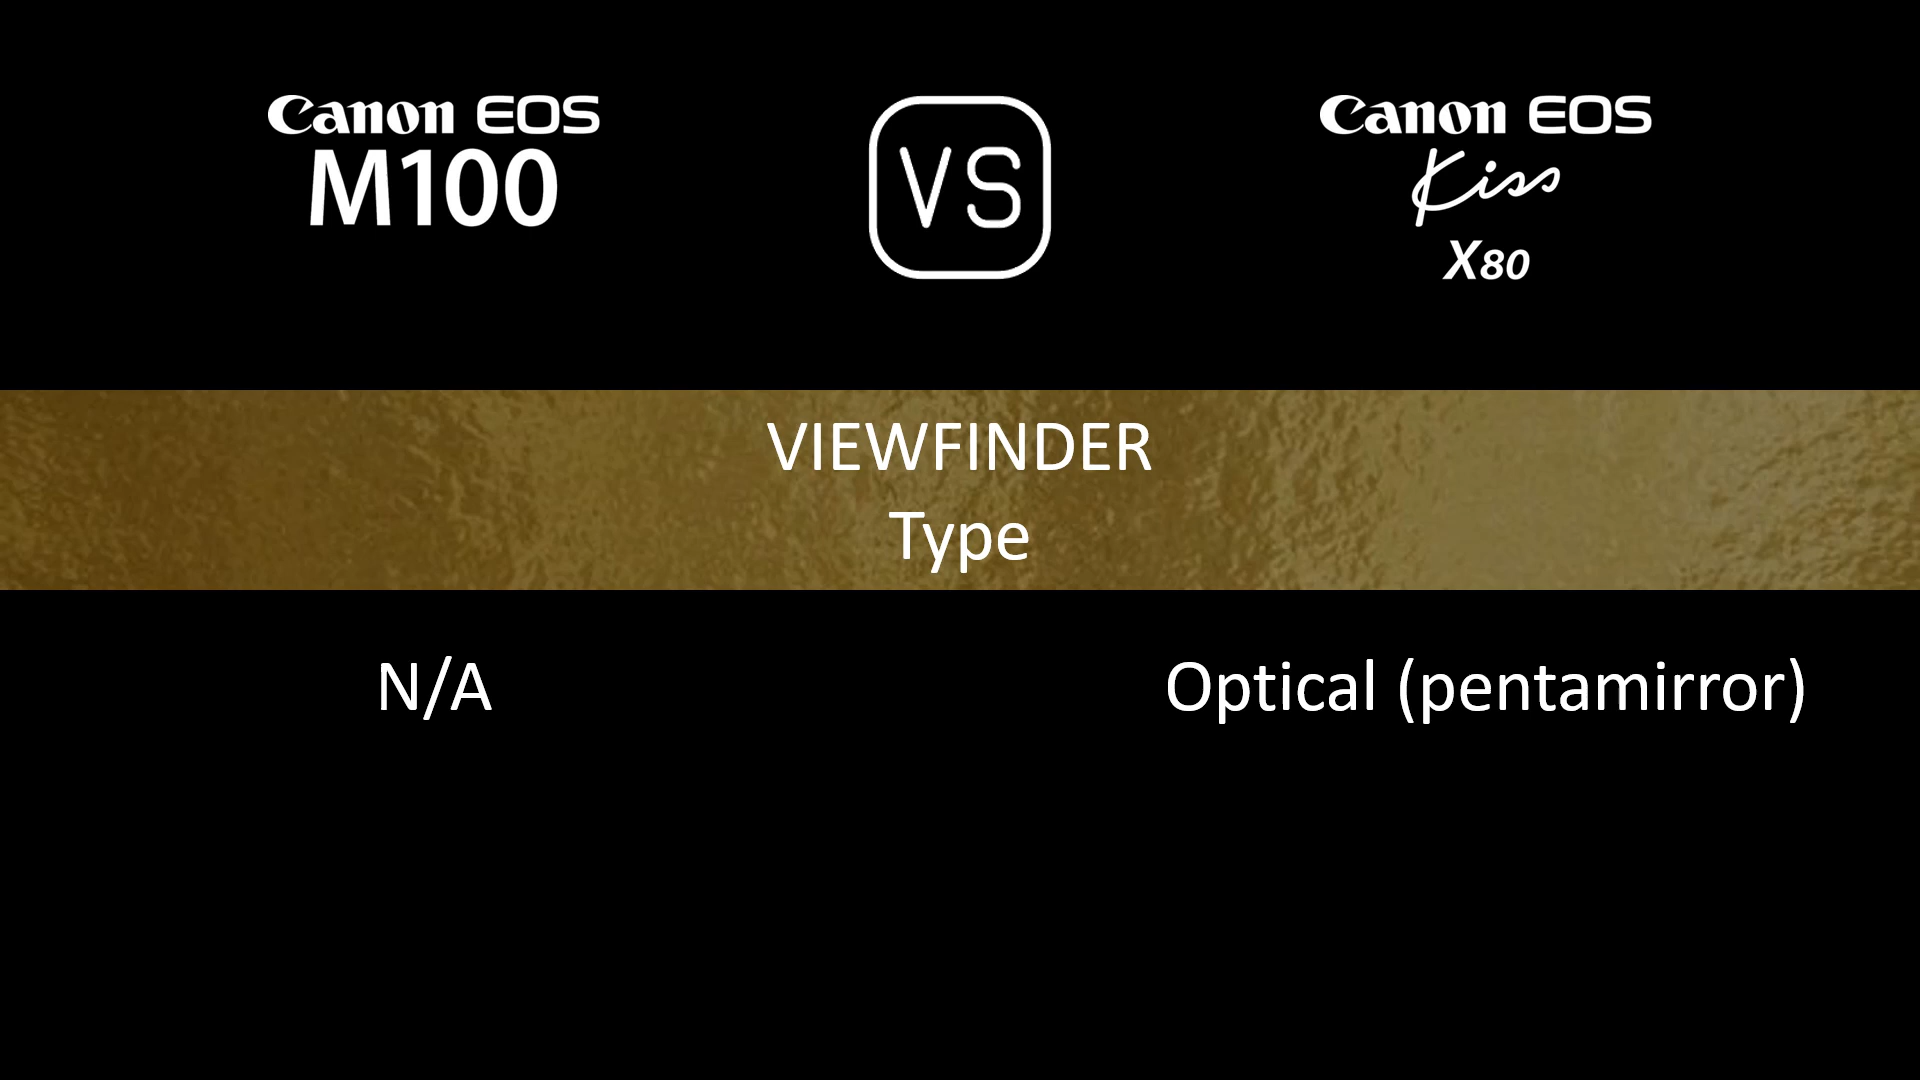 Canon EOS
M100
VS
Canon EOS
Kiss
X80
VIEWFINDER
Type
N/A
Optical (pentamirror)